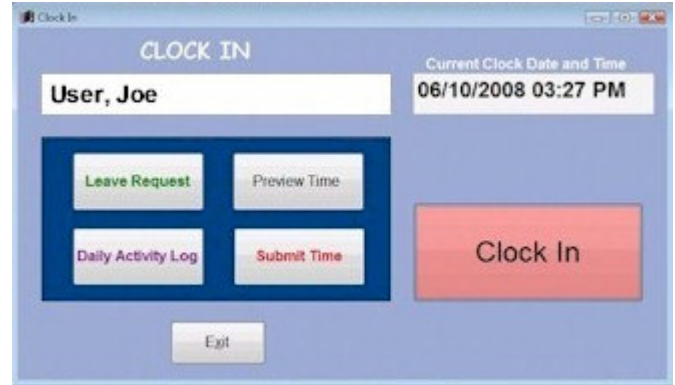 Clock In
CLOCK IN
Current Clock Date and Time
User, Joe
06/10/2008 03:27 PM
Leave Request
Preview Time
Daily Activity Log
Submit Time
Clock In
Exit